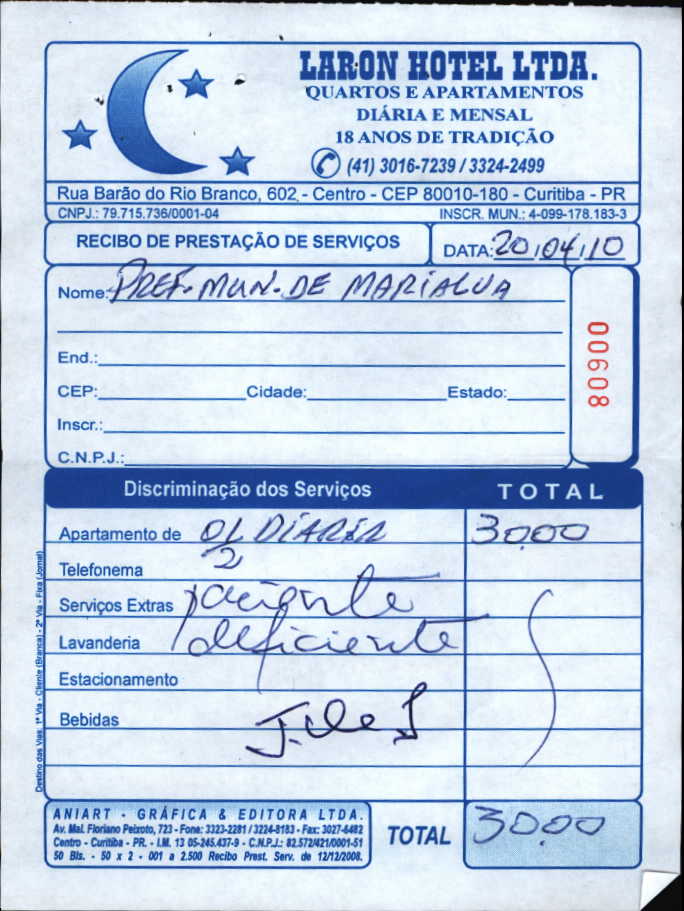 LARON HOTEL LTDA.
QUARTOS E APARTAMENTOS
DIÁRIA E MENSAL
18 ANOS DE TRADIÇÃO
(41) 3016-7239 / 3324-2499
Rua Barão do Rio Branco, 602 - Centro - CEP 80010-180 - Curitiba - PR
CNPJ.: 79.715.736/0001-04 INSCR. MUN.: 4-099-178.183-3
RECIBO DE PRESTAÇÃO DE SERVIÇOS DATA: 20/04/10
Nome: PREF. MUN. DE MARIALVA
00608
End.:
CEP: Cidade: Estado:
Inscr.:
C.N.P.J.:
Discriminação dos Serviços TOTAL
Apartamento de 01 DIÁRIA 3000
Telefonema 2
Serviços Extras paciente
Lavanderia deficiente
Estacionamento
Bebidas
TOTAL 3000
ANIART - GRÁFICA & EDITORA LTDA.
Av. Mal. Floriano Peixoto, 723 - Fone: 3323-2281 / 3224-8183 - Fax: 3027-6482
Centro - Curitiba - PR. - I.M. 13 05-245.437-9 - C.N.P.J.: 82.572/421/0001-51
50 Bls. - 50 x 2 - 001 a 2.500 Recibo Prest. Serv. de 12/12/2008.
Destino das Vias: 1ª Via - Cliente (Branca) - 2ª Via - Fixa (Jornal)